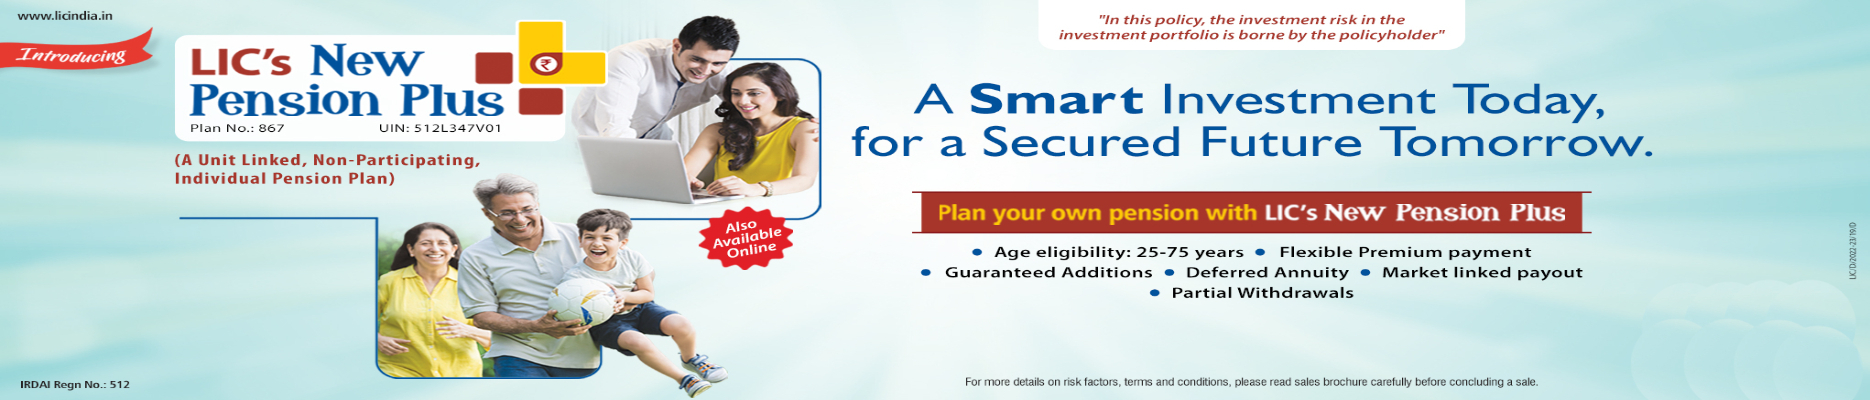 www.licindia.in
Introducing
LIC's New
Pension Plus
Plan No.: 867 UIN: 512L347V01
(A Unit Linked, Non-Participating,
Individual Pension Plan)
Also
Available
Online
IRDAI Regn No.: 512
"In this policy, the investment risk in the
investment portfolio is borne by the policyholder"
A Smart Investment Today,
for a Secured Future Tomorrow.
Plan your own pension with LIC's New Pension Plus
• Age eligibility: 25-75 years • Flexible Premium payment
• Guaranteed Additions • Deferred Annuity • Market linked payout
• Partial Withdrawals
For more details on risk factors, terms and conditions, please read sales brochure carefully before concluding a sale.